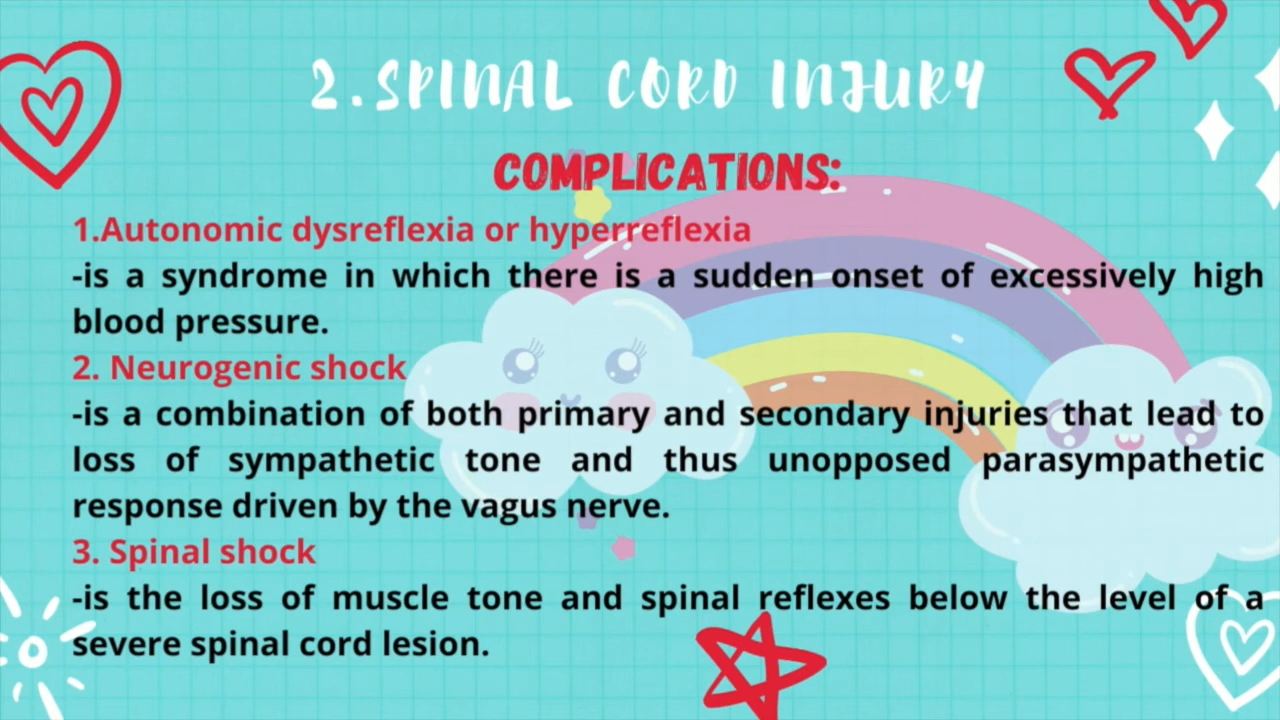 2.SPINAL CORD INJURY
COMPLICATIONS:
1.Autonomic dysreflexia or hyperreflexia
-is a syndrome in which there is a sudden onset of excessively high
blood pressure.
2. Neurogenic shock
-is a combination of both primary and secondary injuries that lead to
loss of sympathetic tone and thus unopposed parasympathetic
response driven by the vagus nerve.
3. Spinal shock
-is the loss of muscle tone and spinal reflexes below the level of a
severe spinal cord lesion.